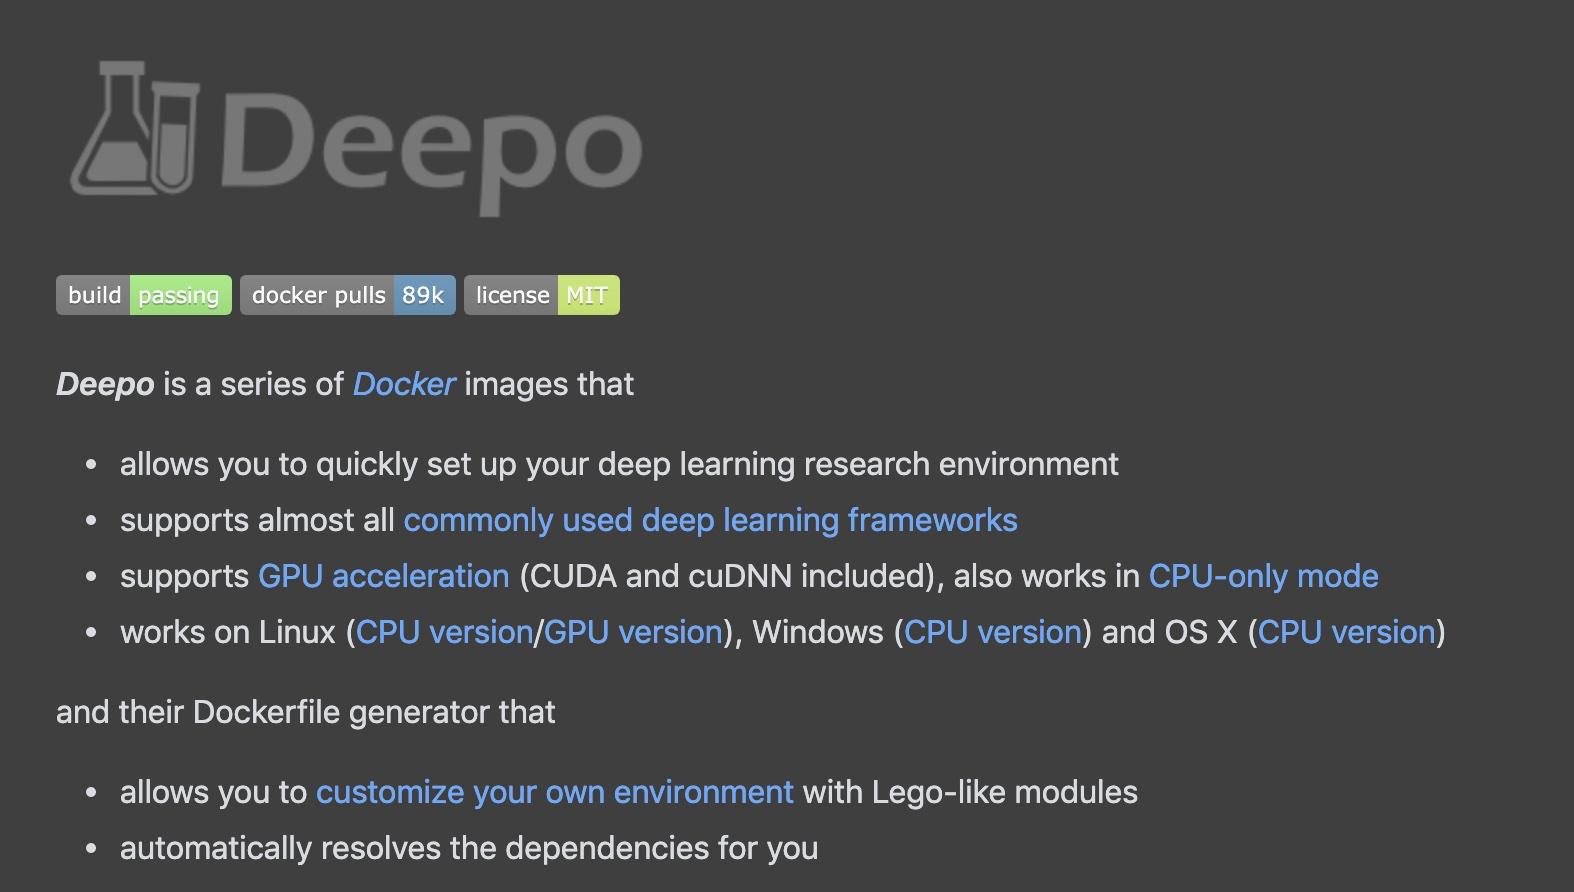 Deepo
build passing docker pulls 89k license MIT
Deepo is a series of Docker images that
• allows you to quickly set up your deep learning research environment
• supports almost all commonly used deep learning frameworks
• supports GPU acceleration (CUDA and cuDNN included), also works in CPU-only mode
• works on Linux (CPU version/GPU version), Windows (CPU version) and OS X (CPU version)
and their Dockerfile generator that
• allows you to customize your own environment with Lego-like modules
• automatically resolves the dependencies for you